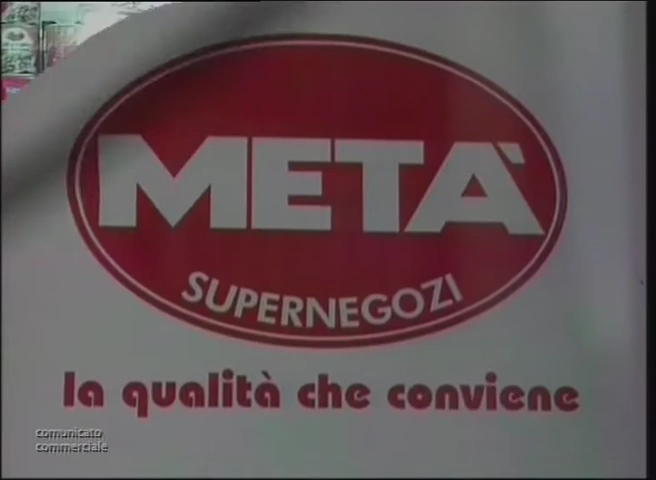 METÀ
SUPERNEGOZI
la qualità che conviene
comunicato
commerciale